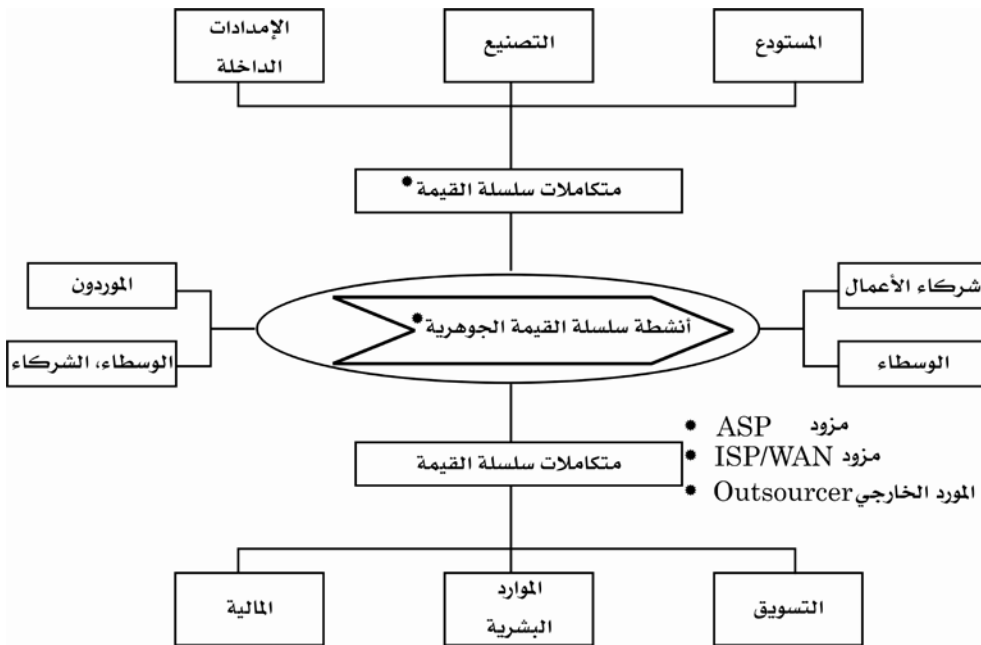 المستودع
التصنيع
الإمدادات
الداخلة
متكاملات سلسلة القيمة
شركاء الأعمال
الموردون
أنشطة سلسلة القيمة الجوهرية
الوسطاء
الوسطاء، الشركاء
مزود ASP
مزود ISP/WAN
المورد الخارجي Outsourcer
متكاملات سلسلة القيمة
التسويق
الموارد
البشرية
المالية